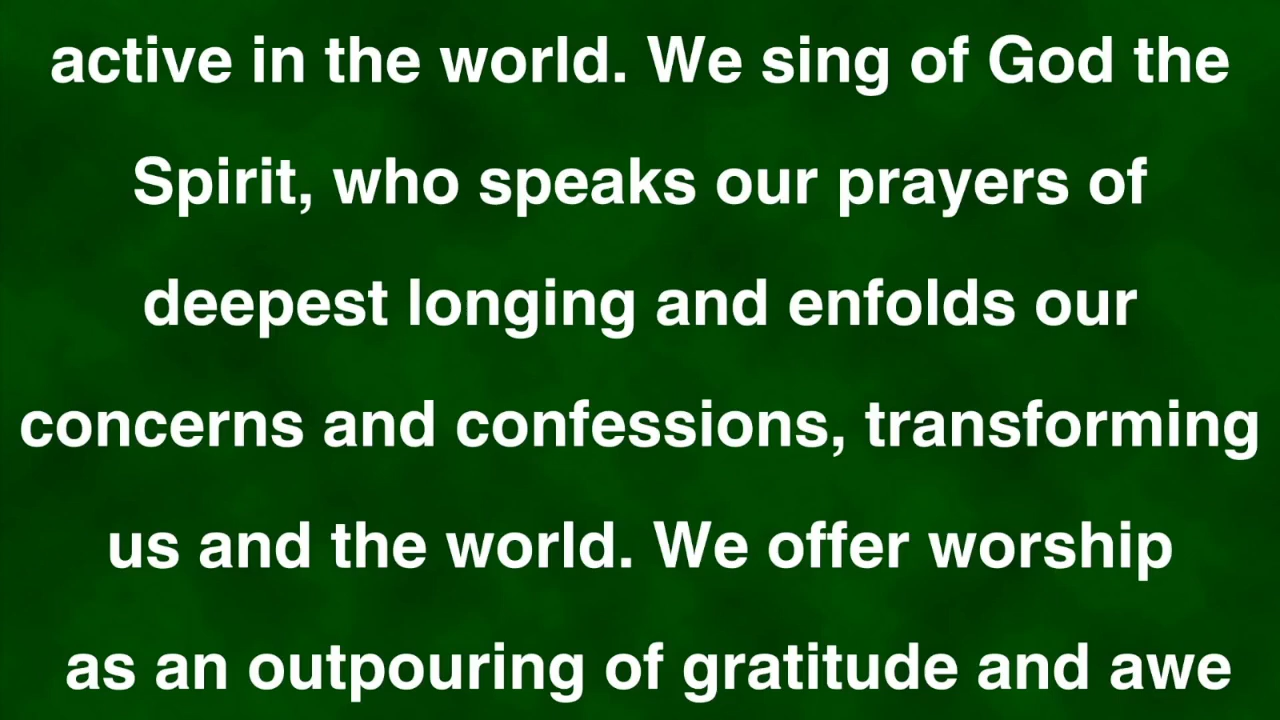 active in the world. We sing of God the
Spirit, who speaks our prayers of
deepest longing and enfolds our
concerns and confessions, transforming
us and the world. We offer worship
as an outpouring of gratitude and awe